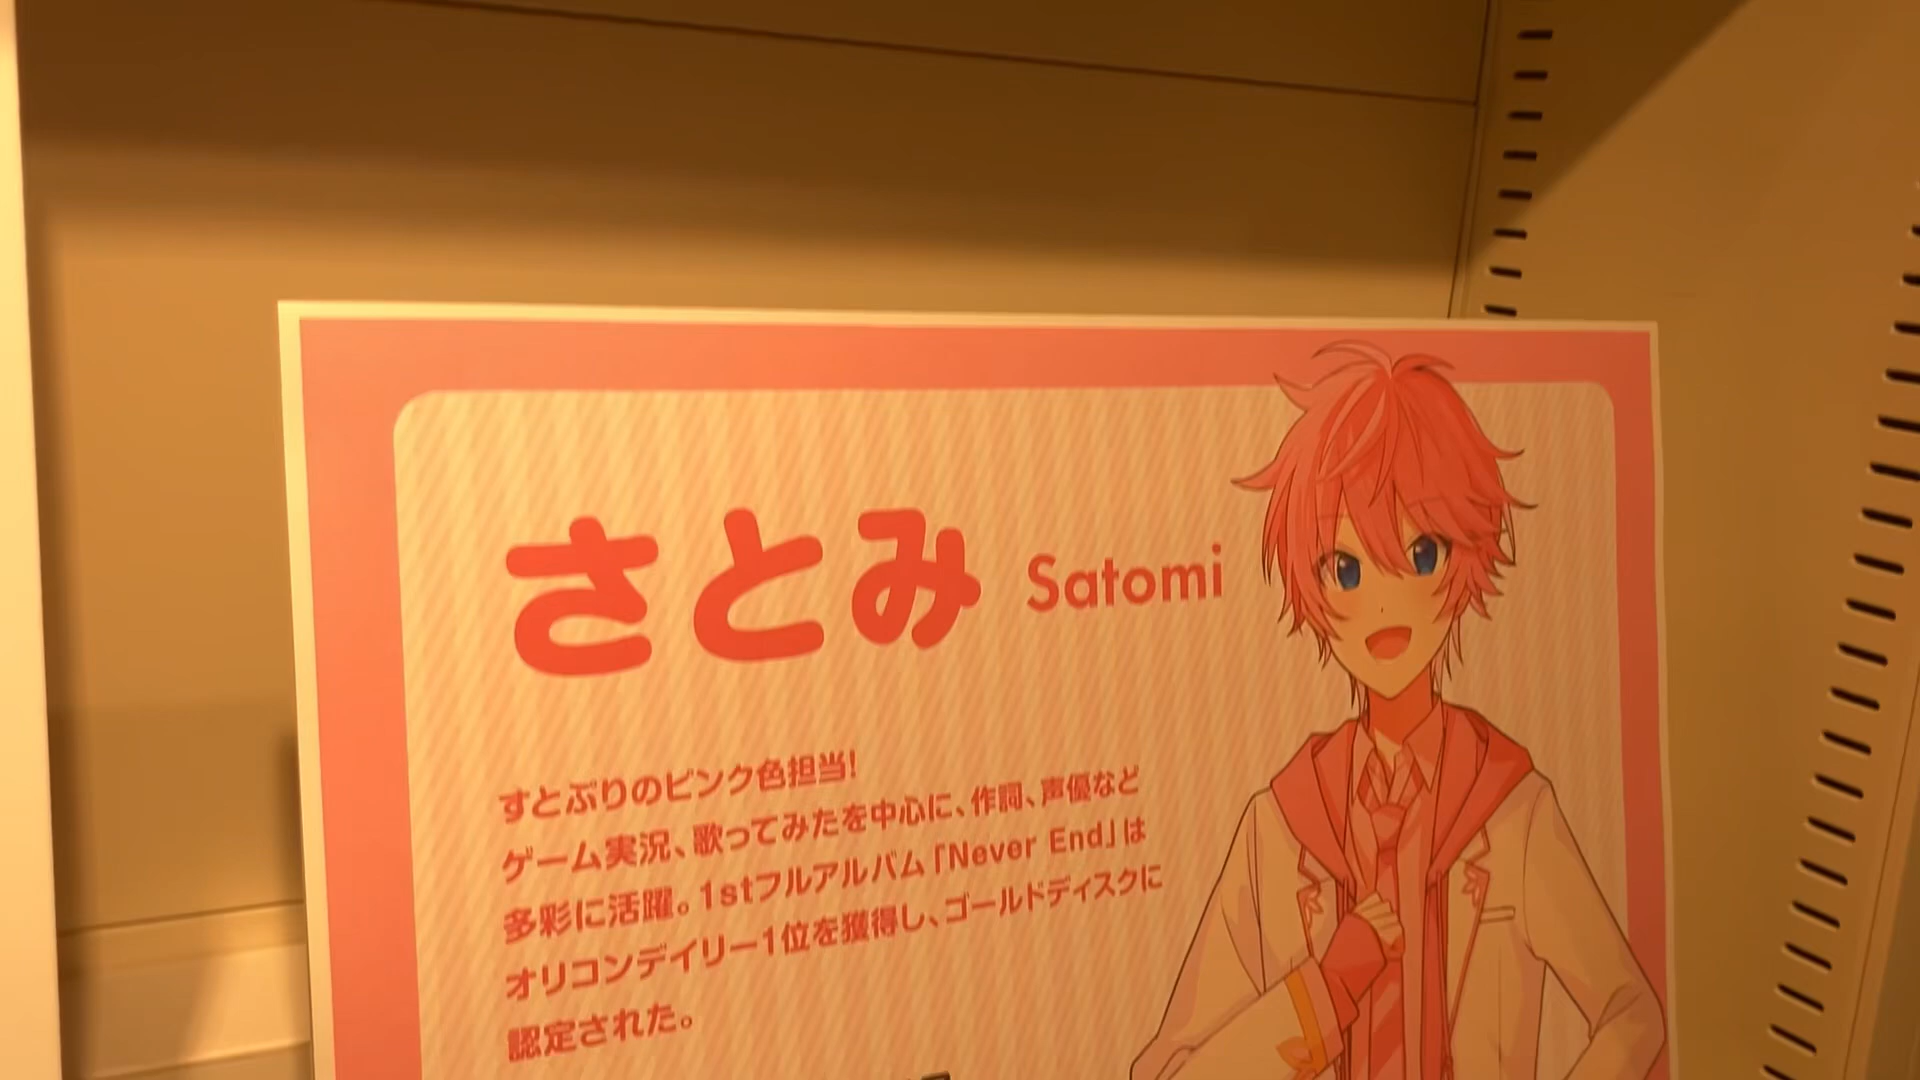 さとみ Satomi
すとぷりのピンク色担当!
ゲーム実況、歌ってみたを中心に、作詞、声優など
多彩に活躍。1stフルアルバム「Never End」は
オリコンデイリー1位を獲得し、ゴールドディスクに
認定された。